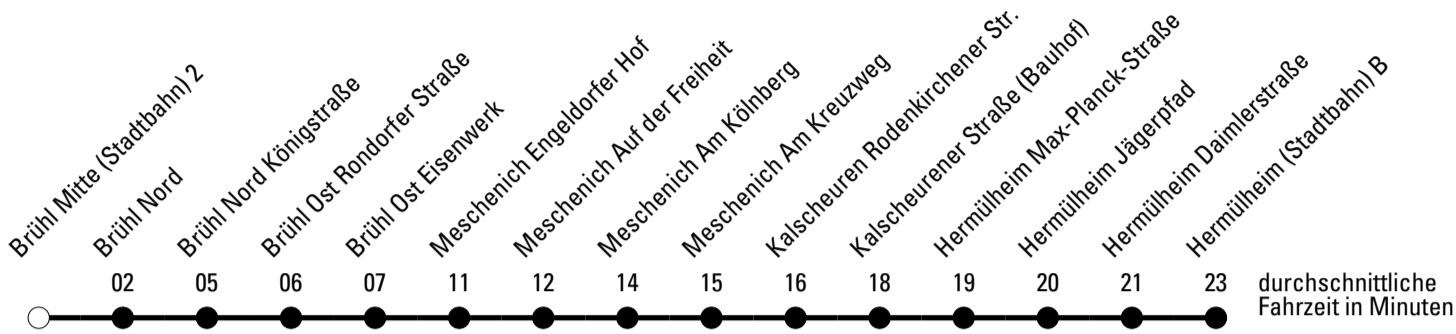 Brühl Mitte (Stadtbahn) 2
Brühl Nord
Brühl Nord Königstraße
Brühl Ost Rondorfer Straße
Brühl Ost Eisenwerk
Meschenich Engeldorfer Hof
Meschenich Auf der Freiheit
Meschenich Am Kölnberg
Meschenich Am Kreuzweg
Kalscheuren Rodenkirchener Str.
Kalscheurener Straße (Bauhof)
Hermülheim Max- Planck-Straße
Hermülheim Jägerpfad
Hermülheim Daimlerstraße
Hermülheim (Stadtbahn) B
02 05 06 07 11 12 14 15 16 18 19 20 21 23
durchschnittliche
Fahrzeit in Minuten